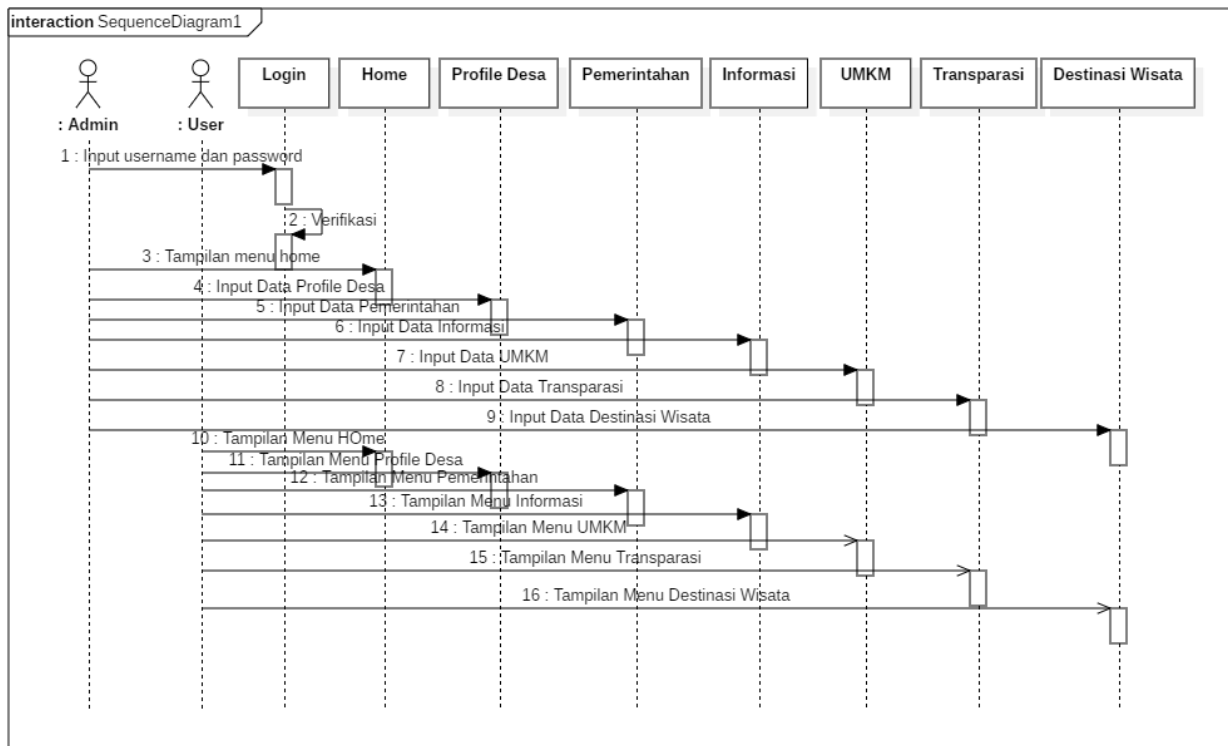 interaction SequenceDiagram1
Login
Home
Profile Desa
Pemerintahan
Informasi
UMKM
Transparasi
Destinasi Wisata
: Admin
: User
1 : Input username dan password
2 : Verifikasi
3 : Tampilan menu home
4 : Input Data Profile Desa
5 : Input Data Pemerintahan
6 : Input Data Informasi
7 : Input Data UMKM
8 : Input Data Transparasi
9 : Input Data Destinasi Wisata
10 : Tampilan Menu HOme
11 : Tampilan Menu Profile Desa
12 : Tampilan Menu Pemerintahan
13 : Tampilan Menu Informasi
14 : Tampilan Menu UMKM
15 : Tampilan Menu Transparasi
16 : Tampilan Menu Destinasi Wisata